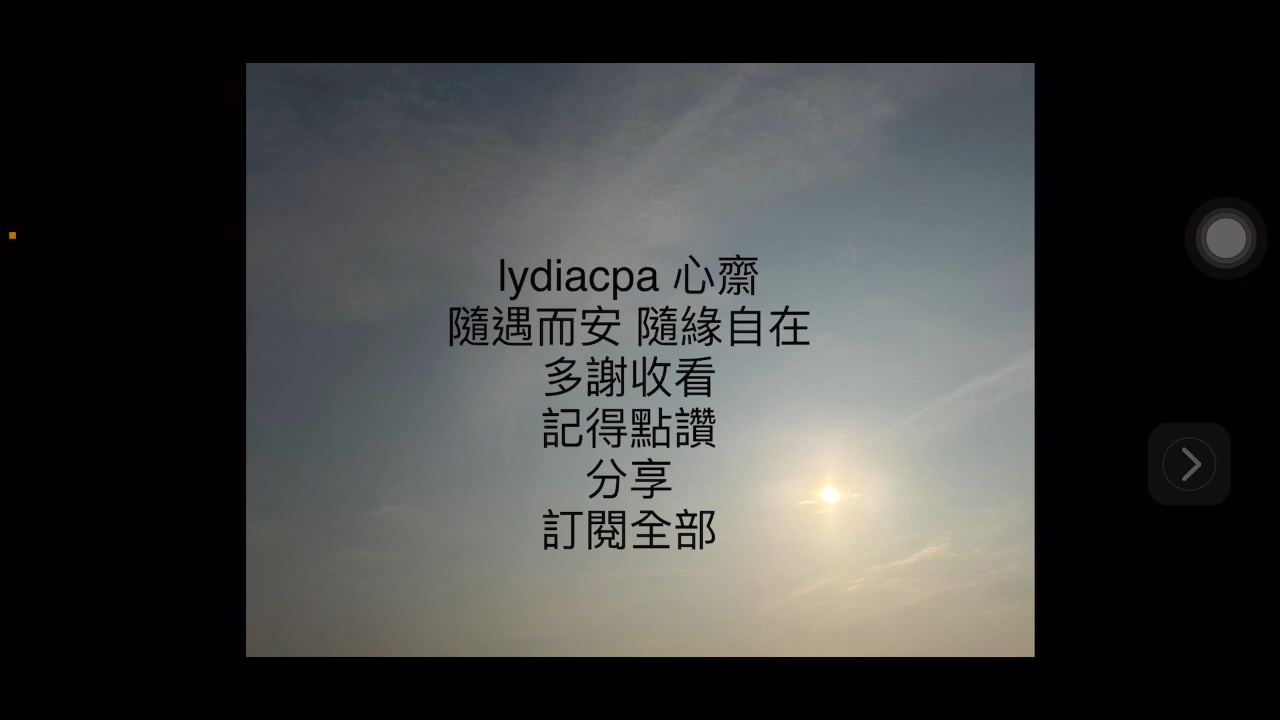 lydiacpa 心齋
隨遇而安 隨緣自在
多謝收看
記得點讚
分享
訂閱全部